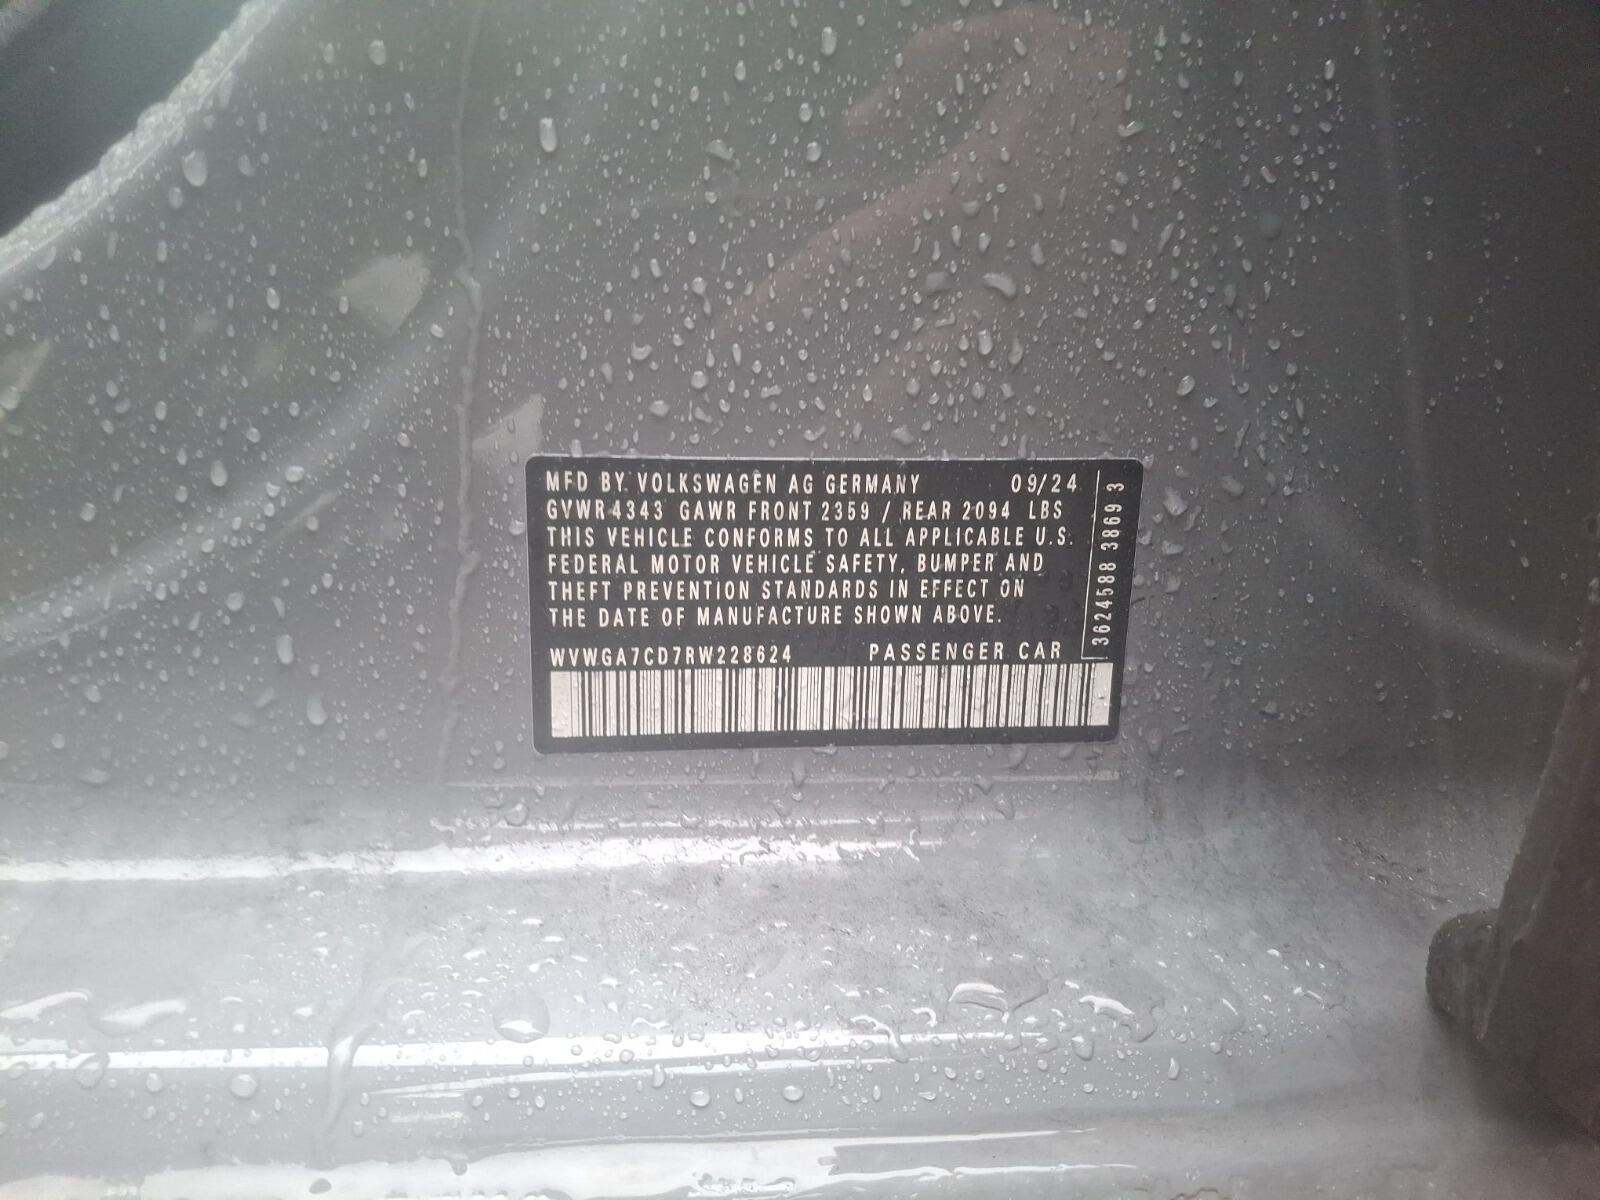 MFD BY VOLKSWAGEN AG GERMANY 09/24
GVWR 4343 GAWR FRONT 2359 / REAR 2094 LBS
THIS VEHICLE CONFORMS TO ALL APPLICABLE U.S.
FEDERAL MOTOR VEHICLE SAFETY, BUMPER AND
THEFT PREVENTION STANDARDS IN EFFECT ON
THE DATE OF MANUFACTURE SHOWN ABOVE.
WVWGA7CD7RW228624 PASSENGER CAR
3624588 3869 3